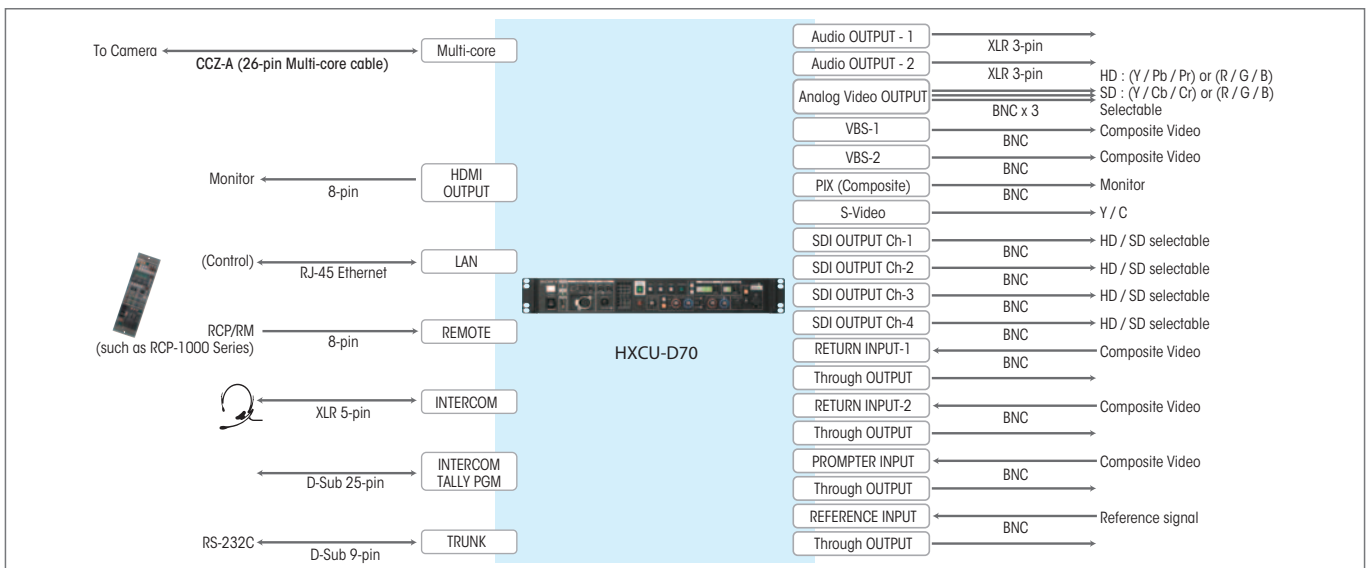 To Camera
CCZ-A (26-pin Multi-core cable)
Multi-core
Monitor
8-pin
HDMI
OUTPUT
(Control)
RJ-45 Ethernet
LAN
RCP/RM
(such as RCP-1000 Series)
8-pin
REMOTE
XLR 5-pin
INTERCOM
D-Sub 25-pin
INTERCOM
TALLY PGM
RS-232C
D-Sub 9-pin
TRUNK
HXCU-D70
Audio OUTPUT - 1
XLR 3-pin
Audio OUTPUT - 2
XLR 3-pin
Analog Video OUTPUT
BNC x 3
HD : (Y / Pb / Pr) or (R / G / B)
SD : (Y / Cb / Cr) or (R / G / B)
Selectable
VBS-1
BNC
Composite Video
VBS-2
BNC
Composite Video
PIX (Composite)
BNC
Monitor
S-Video
Y / C
SDI OUTPUT Ch-1
BNC
HD / SD selectable
SDI OUTPUT Ch-2
BNC
HD / SD selectable
SDI OUTPUT Ch-3
BNC
HD / SD selectable
SDI OUTPUT Ch-4
BNC
HD / SD selectable
RETURN INPUT-1
BNC
Composite Video
Through OUTPUT
RETURN INPUT-2
BNC
Composite Video
Through OUTPUT
PROMPTER INPUT
BNC
Composite Video
Through OUTPUT
REFERENCE INPUT
BNC
Reference signal
Through OUTPUT